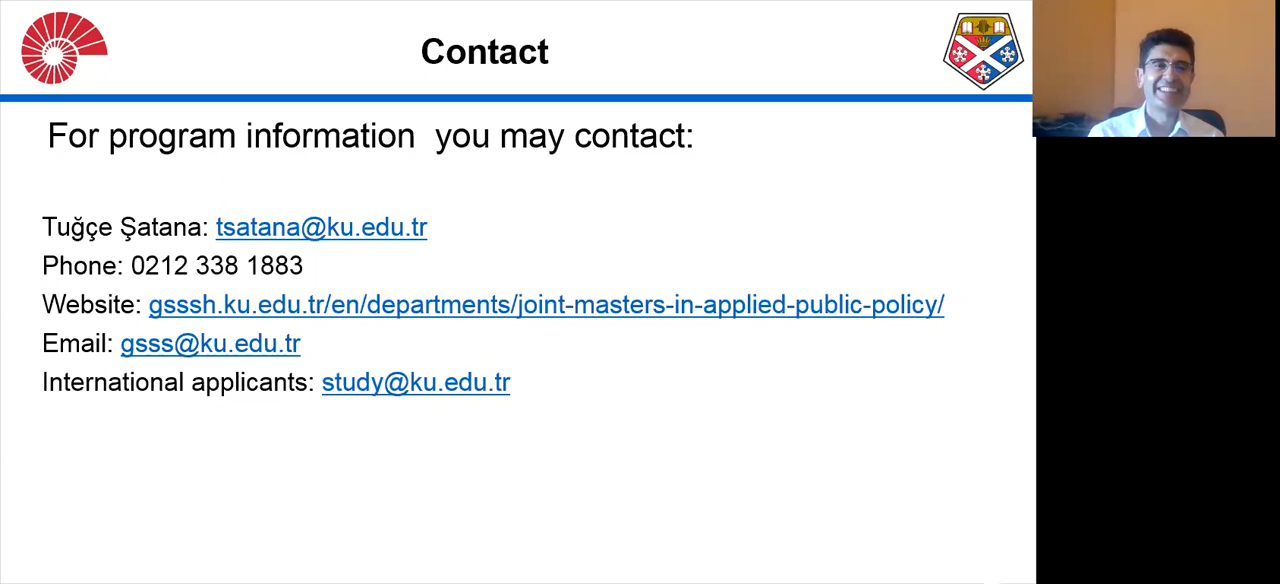 Contact
For program information  you may contact:
Tuğçe Şatana: tsatana@ku.edu.tr
Phone: 0212 338 1883
Website: gsssh.ku.edu.tr/en/departments/joint-masters-in-applied-public-policy/
Email: gsss@ku.edu.tr
International applicants: study@ku.edu.tr